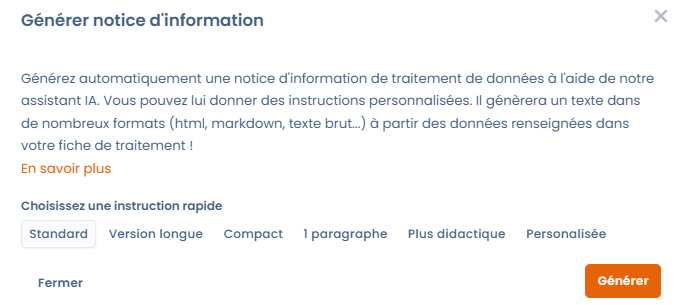 Générer notice d'information
Générez automatiquement une notice d'information de traitement de données à l'aide de notre
assistant IA. Vous pouvez lui donner des instructions personnalisées. Il génèrera un texte dans
de nombreux formats (html, markdown, texte brut...) à partir des données renseignées dans
votre fiche de traitement !
En savoir plus
Choisissez une instruction rapide
Standard Version longue Compact 1 paragraphe Plus didactique Personalisée
Fermer Générer